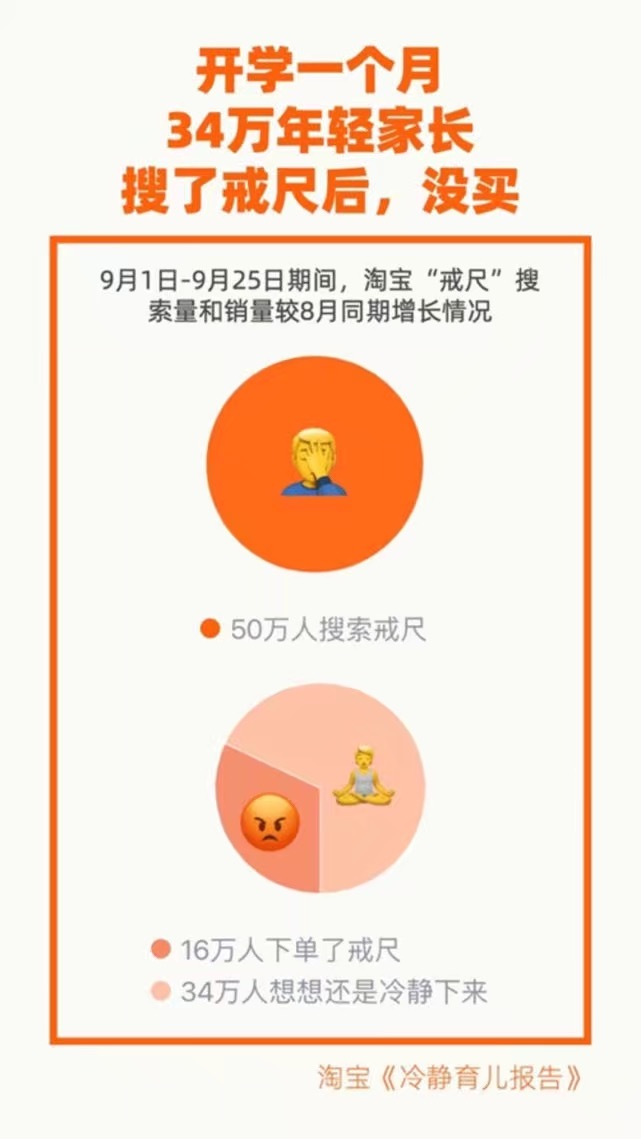 开学一个月
34万年轻家长
搜了戒尺后，没买
9月1日-9月25日期间，淘宝“戒尺”搜
索量和销量较8月同期增长情况
50万人搜索戒尺
16万人下单了戒尺
34万人想想还是冷静下来
淘宝《冷静育儿报告》